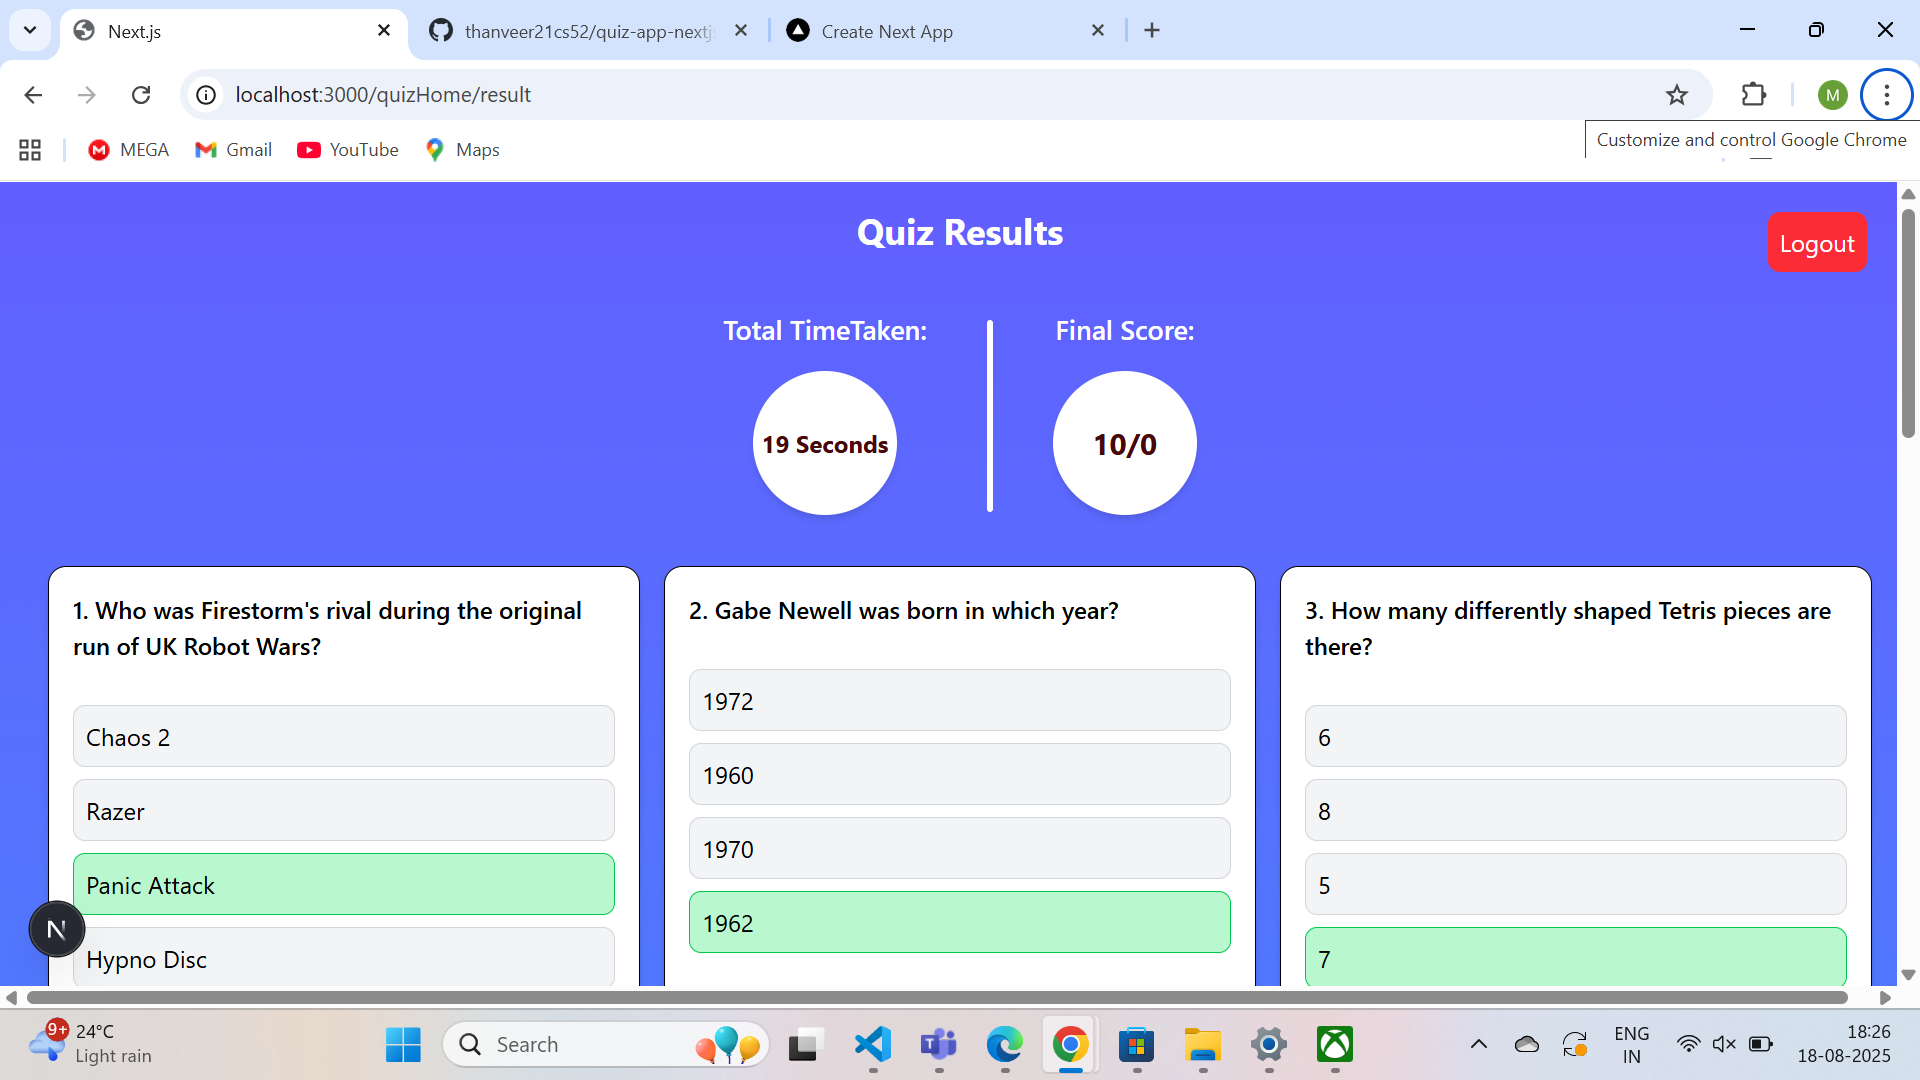 Next.js
thanveer21cs52/quiz-app-nextj
Create Next App
localhost:3000/quizHome/result
M
MEGA
Gmail
YouTube
Maps
Customize and control Google Chrome
Quiz Results
Logout
Total TimeTaken:
Final Score:
19 Seconds
10/0
1. Who was Firestorm's rival during the original
run of UK Robot Wars?
Chaos 2
Razer
Panic Attack
Hypno Disc
2. Gabe Newell was born in which year?
1972
1960
1970
1962
3. How many differently shaped Tetris pieces are
there?
6
8
5
7
N
9+
24°C
Light rain
Search
ENG
IN
18:26
18-08-2025